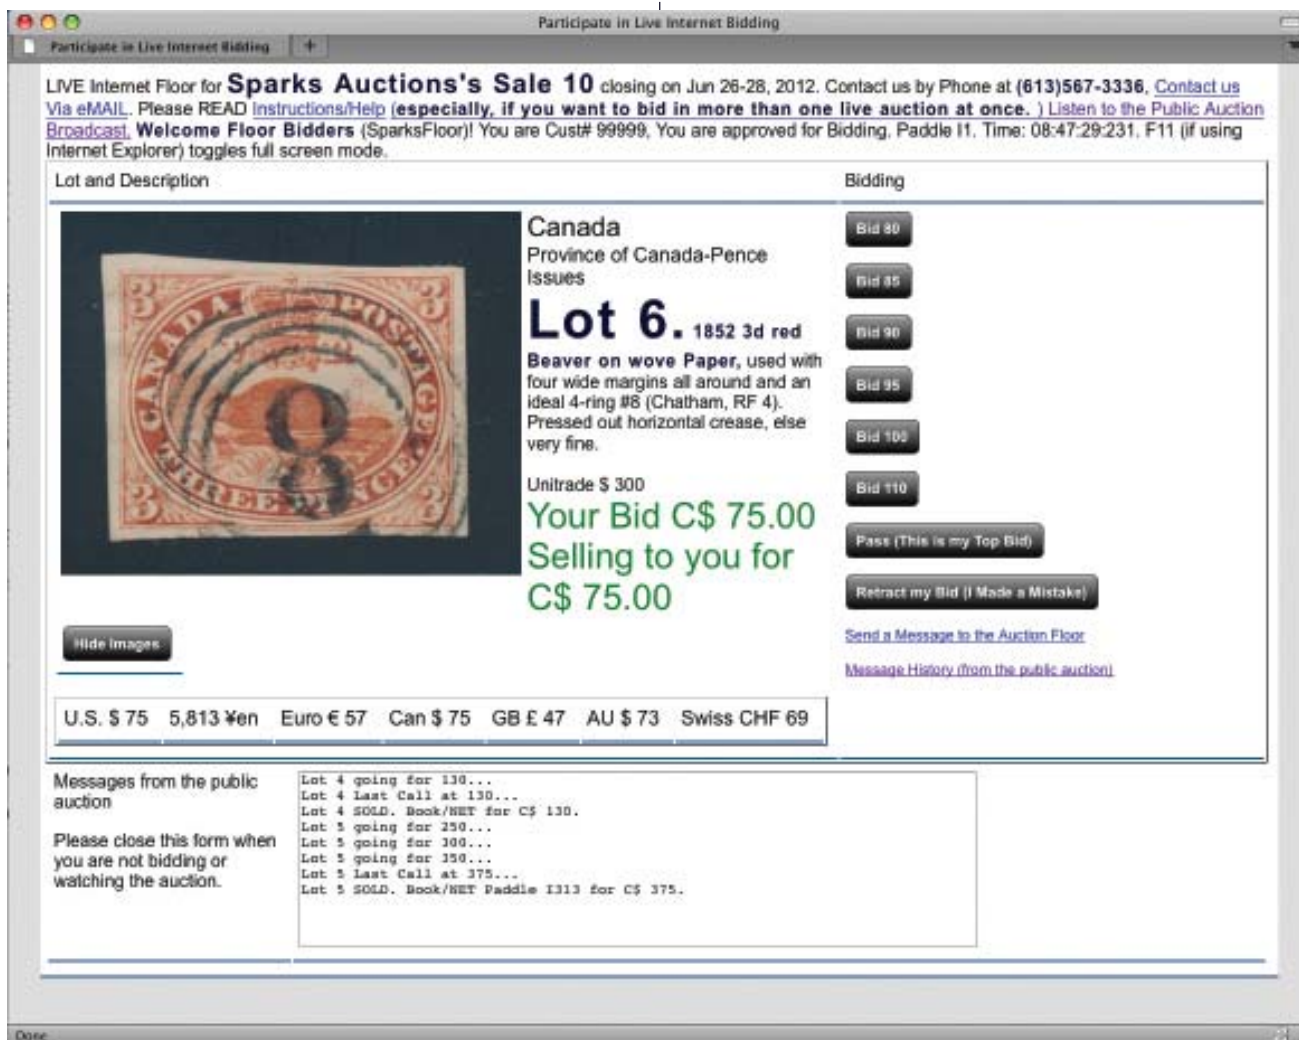 Participate in Live Internet Bidding
Participate in Live Internet Bidding +
LIVE Internet Floor for Sparks Auctions's Sale 10 closing on Jun 26-28, 2012. Contact us by Phone at (613)567-3336, Contact us
Via eMAIL. Please READ Instructions/Help (especially, if you want to bid in more than one live auction at once. ) Listen to the Public Auction
Broadcast. Welcome Floor Bidders (SparksFloor)! You are Cust# 99999, You are approved for Bidding. Paddle I1. Time: 08:47:29:231. F11 (if using
Internet Explorer) toggles full screen mode.
Lot and Description
Bidding
3 3
CANADA POSTAGE
THREE PENCE
3 3
8
8
Canada
Province of Canada-Pence
Issues
Lot 6. 1852 3d red
Beaver on wove Paper, used with
four wide margins all around and an
ideal 4-ring #8 (Chatham, RF 4).
Pressed out horizontal crease, else
very fine.
Unitrade $ 300
Your Bid C$ 75.00
Selling to you for
C$ 75.00
Bid 80
Bid 85
Bid 90
Bid 95
Bid 100
Bid 110
Pass (This is my Top Bid)
Retract my Bid (I Made a Mistake)
Send a Message to the Auction Floor
Message History (from the public auction)
Hide Images
U.S. $ 75 5,813 ¥en Euro € 57 Can $ 75 GB £ 47 AU $ 73 Swiss CHF 69
Messages from the public
auction
Please close this form when
you are not bidding or
watching the auction.
Lot 4 going for 130...
Lot 4 Last Call at 130...
Lot 4 SOLD. Book/NET for C$ 130.
Lot 5 going for 250...
Lot 5 going for 300...
Lot 5 going for 350...
Lot 5 Last Call at 375...
Lot 5 SOLD. Book/NET Paddle I313 for C$ 375.
Done